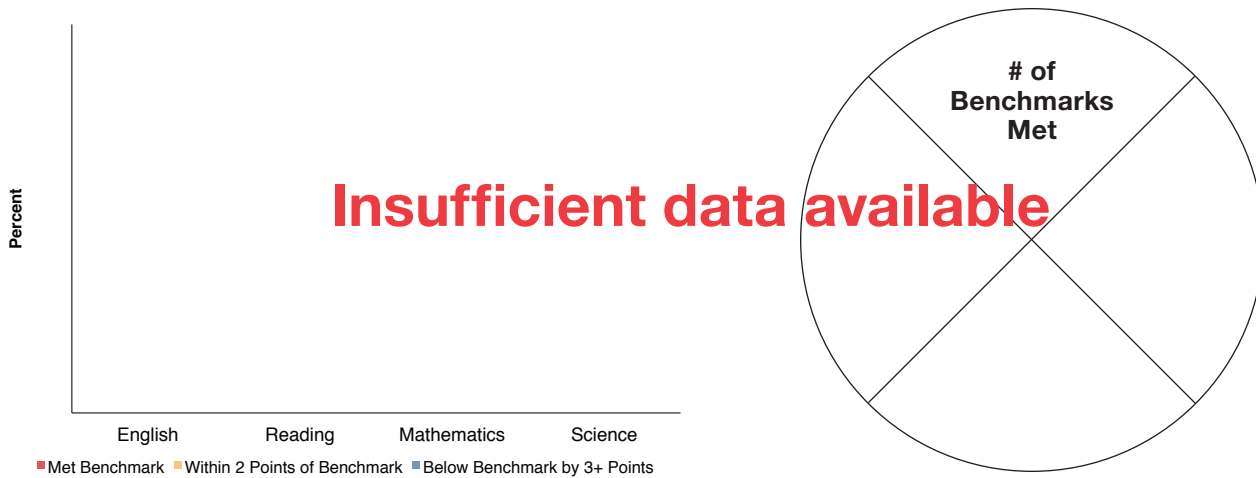 # of
Benchmarks
Met
Percent
Insufficient data available
English Reading Mathematics Science
Met Benchmark Within 2 Points of Benchmark Below Benchmark by 3+ Points